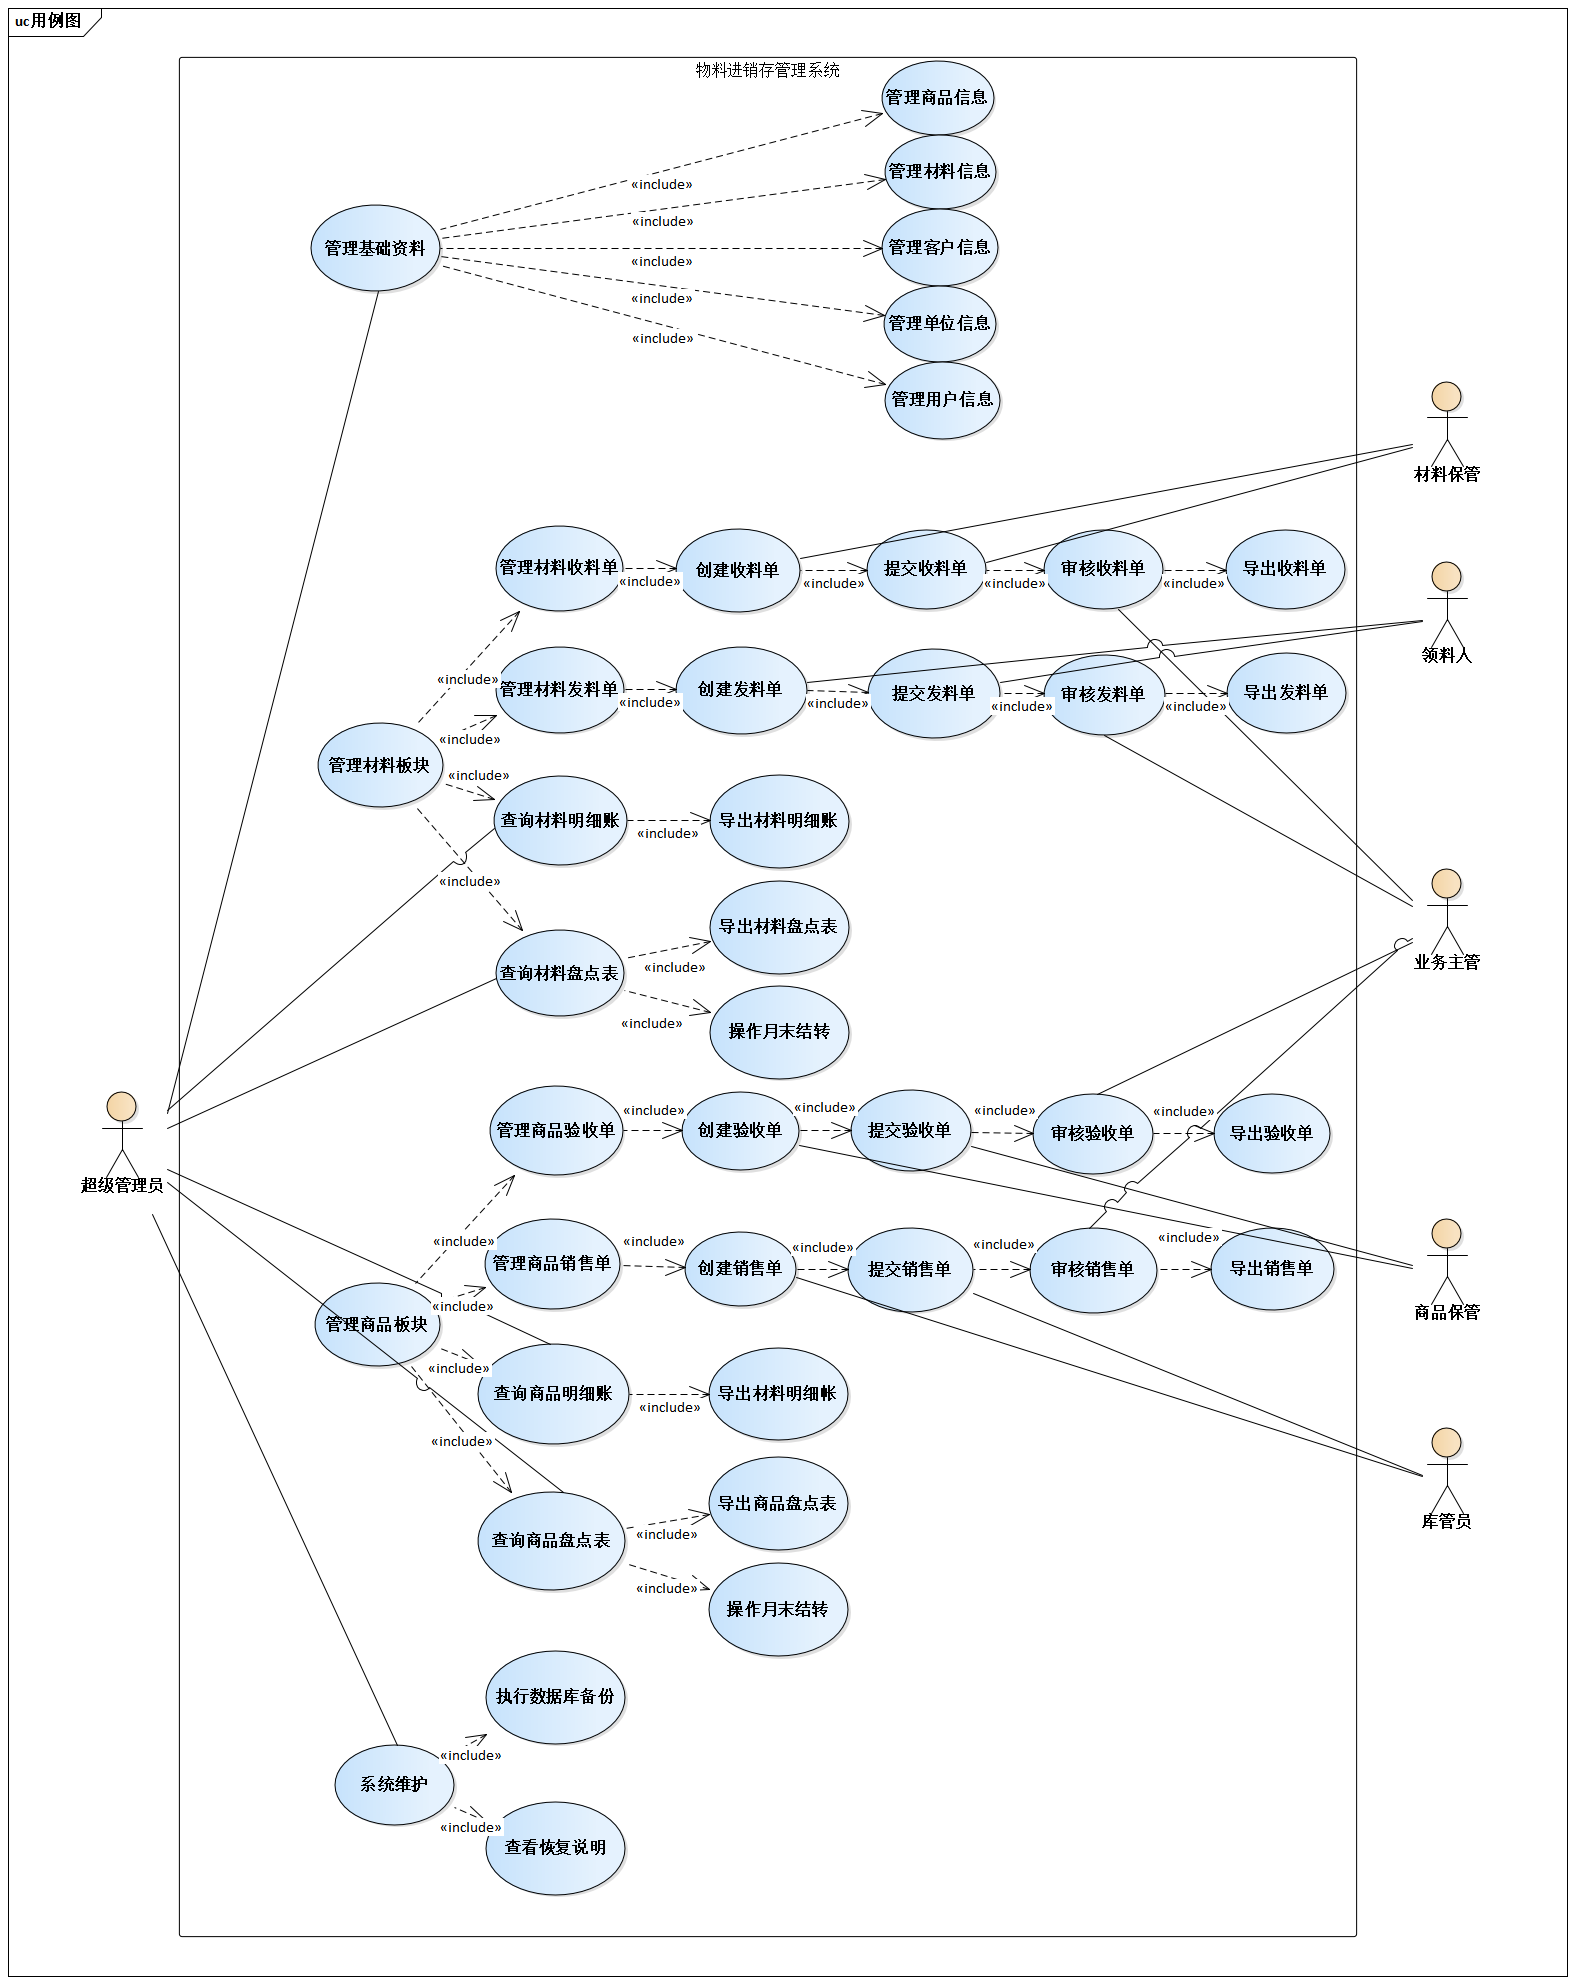 uc用例图
物料进销存管理系统
管理商品信息
管理材料信息
«include»
«include»
管理客户信息
管理基础资料
«include»
«include»
管理单位信息
«include»
管理用户信息
材料保管
管理材料收料单
«include»
创建收料单
«include»
提交收料单
«include»
审核收料单
«include»
导出收料单
领料人
«include»
管理材料发料单
«include»
创建发料单
«include»
提交发料单
«include»
审核发料单
«include»
导出发料单
«include»
管理材料板块
«include»
查询材料明细账
«include»
导出材料明细账
«include»
导出材料盘点表
«include»
业务主管
查询材料盘点表
«include»
操作月末结转
管理商品验收单
«include»
创建验收单
«include»
提交验收单
«include»
审核验收单
«include»
导出验收单
超级管理员
«include»
管理商品销售单
«include»
创建销售单
«include»
提交销售单
«include»
审核销售单
«include»
导出销售单
«include»
商品保管
管理商品板块
«include»
查询商品明细账
«include»
导出材料明细帐
«include»
导出商品盘点表
库管员
查询商品盘点表
«include»
«include»
操作月末结转
执行数据库备份
«include»
系统维护
«include»
查看恢复说明